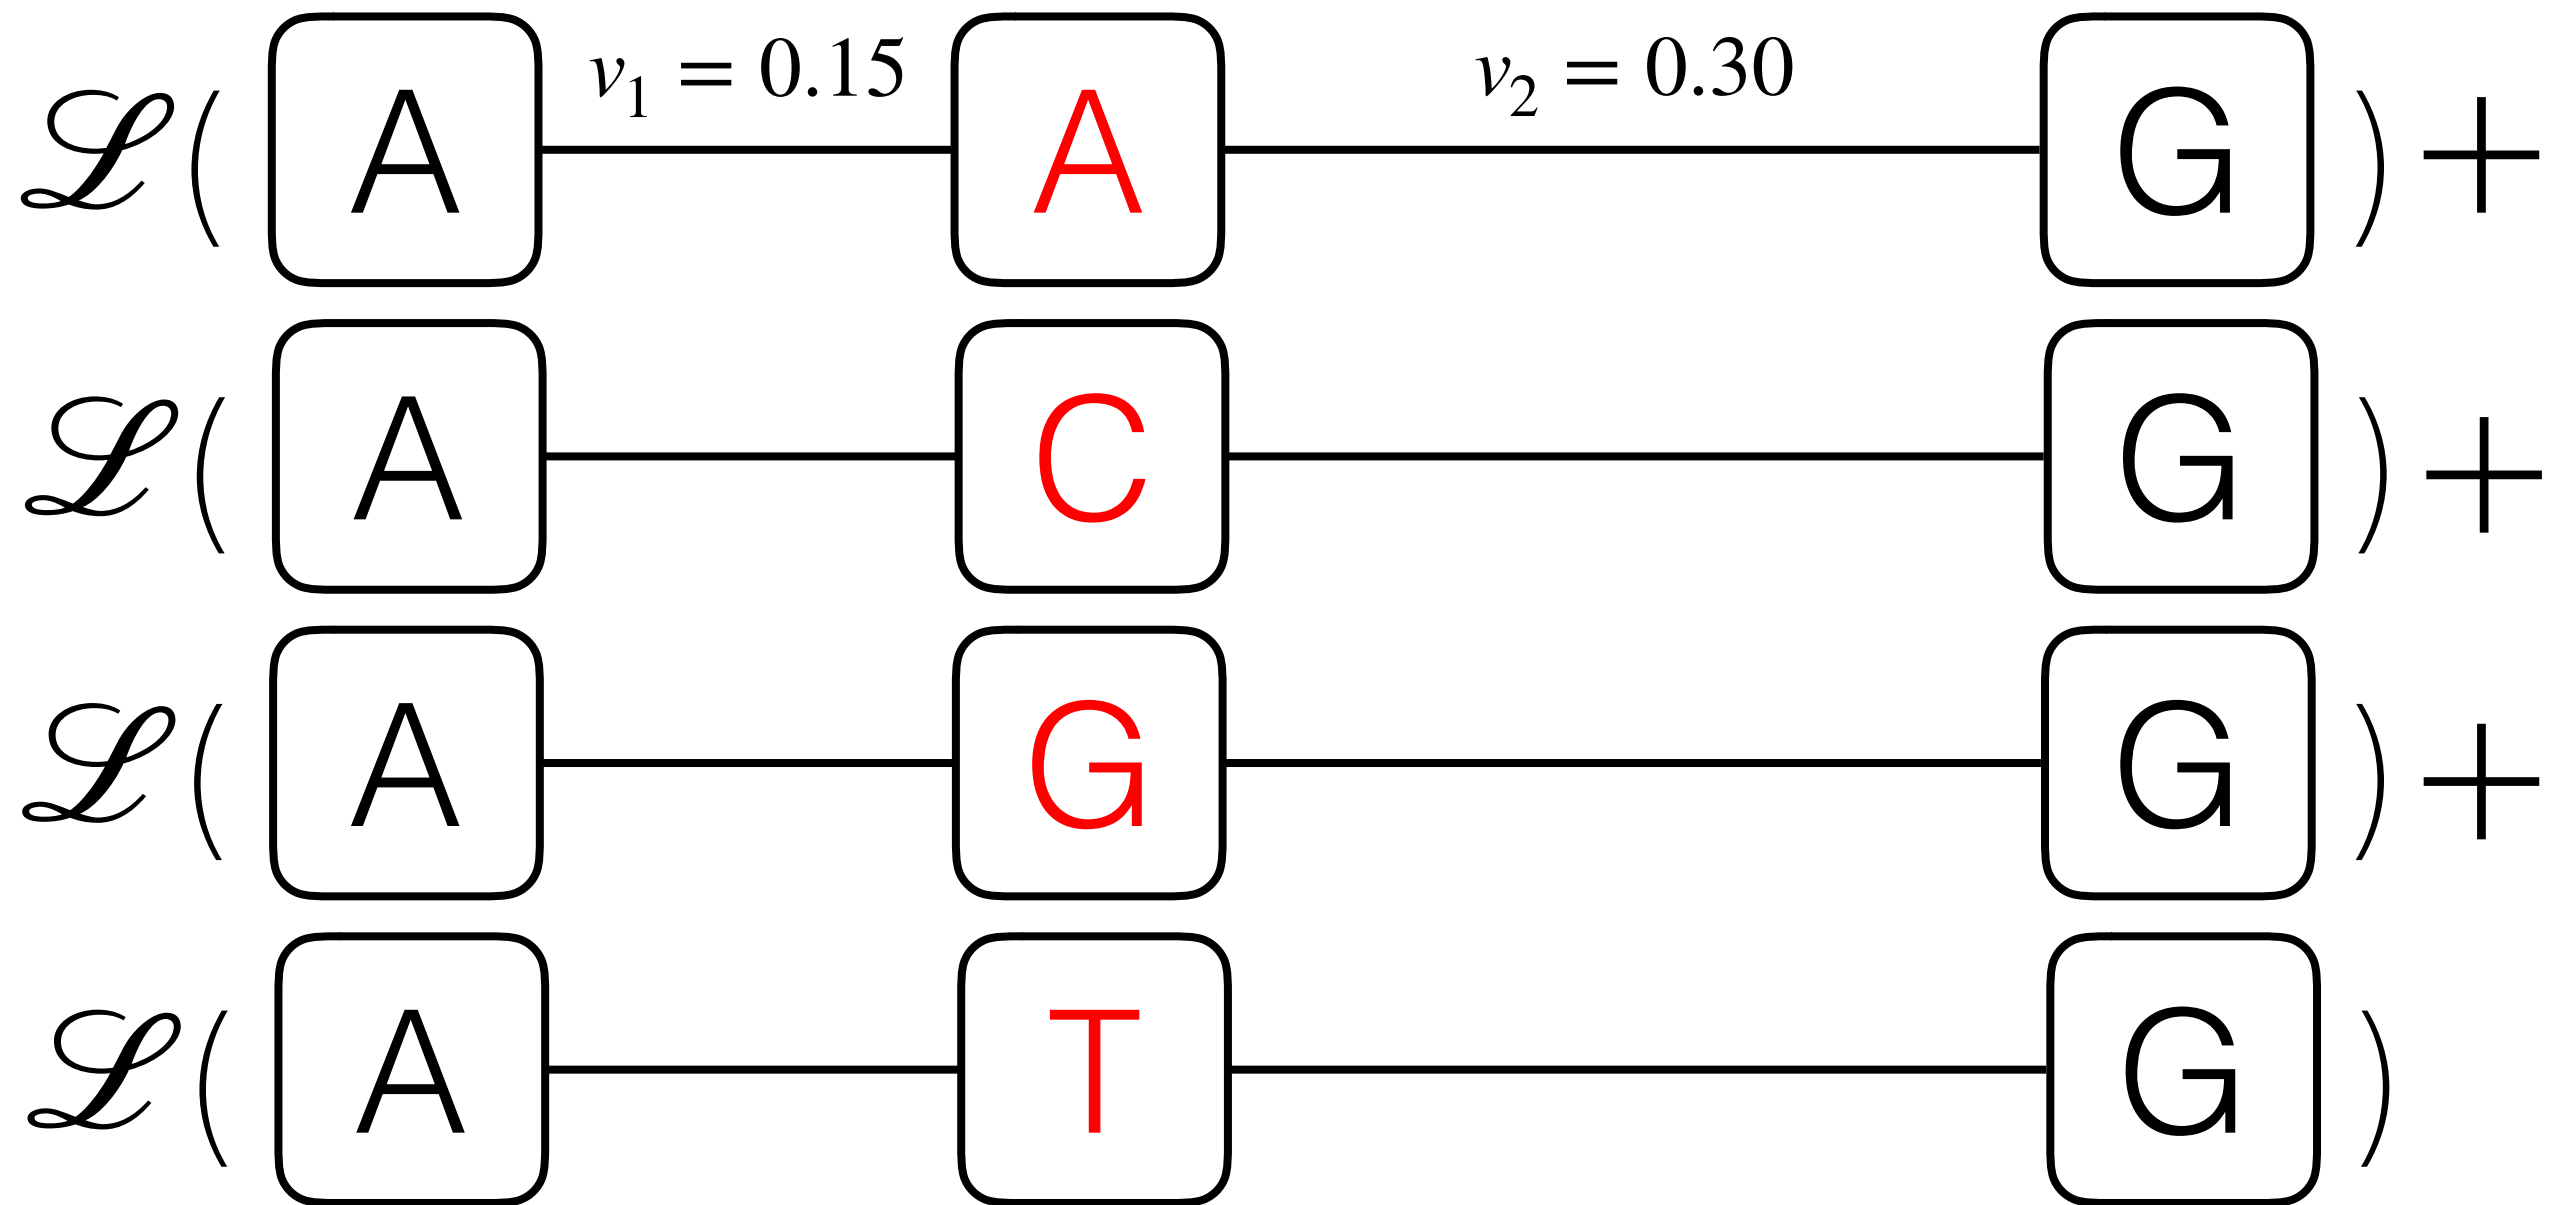 ℒ( A v₁ = 0.15 A v₂ = 0.30 G ) +
ℒ( A C G ) +
ℒ( A G G ) +
ℒ( A T G )